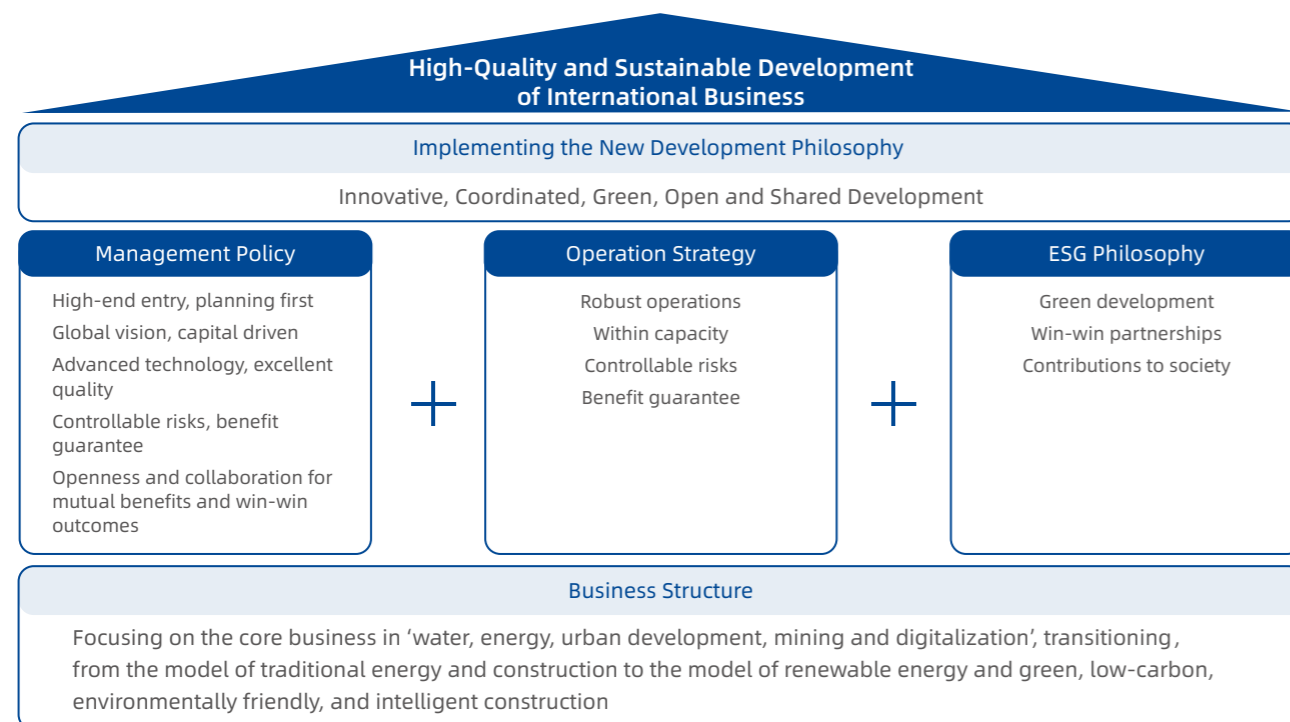 High-Quality and Sustainable Development
of International Business
Implementing the New Development Philosophy
Innovative, Coordinated, Green, Open and Shared Development
Management Policy
High-end entry, planning first
Global vision, capital driven
Advanced technology, excellent
quality
Controllable risks, benefit
guarantee
Openness and collaboration for
mutual benefits and win-win
outcomes
Operation Strategy
Robust operations
Within capacity
Controllable risks
Benefit guarantee
ESG Philosophy
Green development
Win-win partnerships
Contributions to society
Business Structure
Focusing on the core business in ‘water, energy, urban development, mining and digitalization’, transitioning,
from the model of traditional energy and construction to the model of renewable energy and green, low-carbon,
environmentally friendly, and intelligent construction